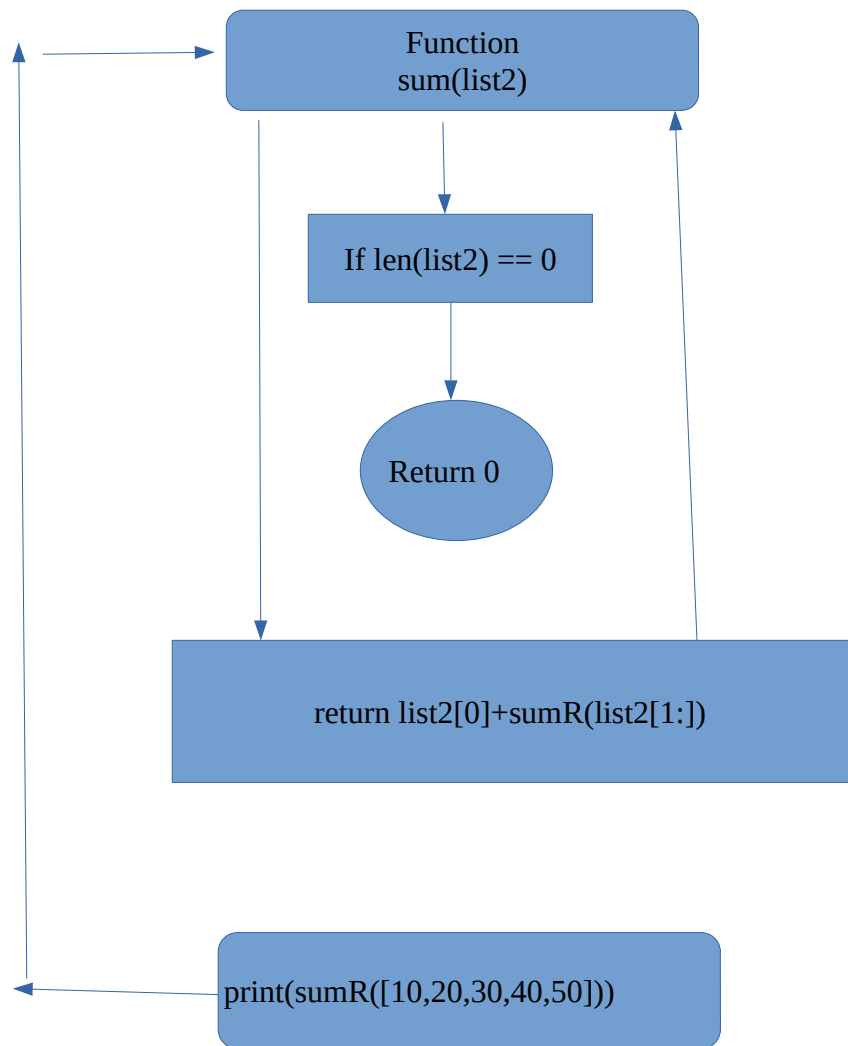 Function
sum(list2)
If len(list2) == 0
Return 0
return list2[0]+sumR(list2[1:])
print(sumR([10,20,30,40,50]))